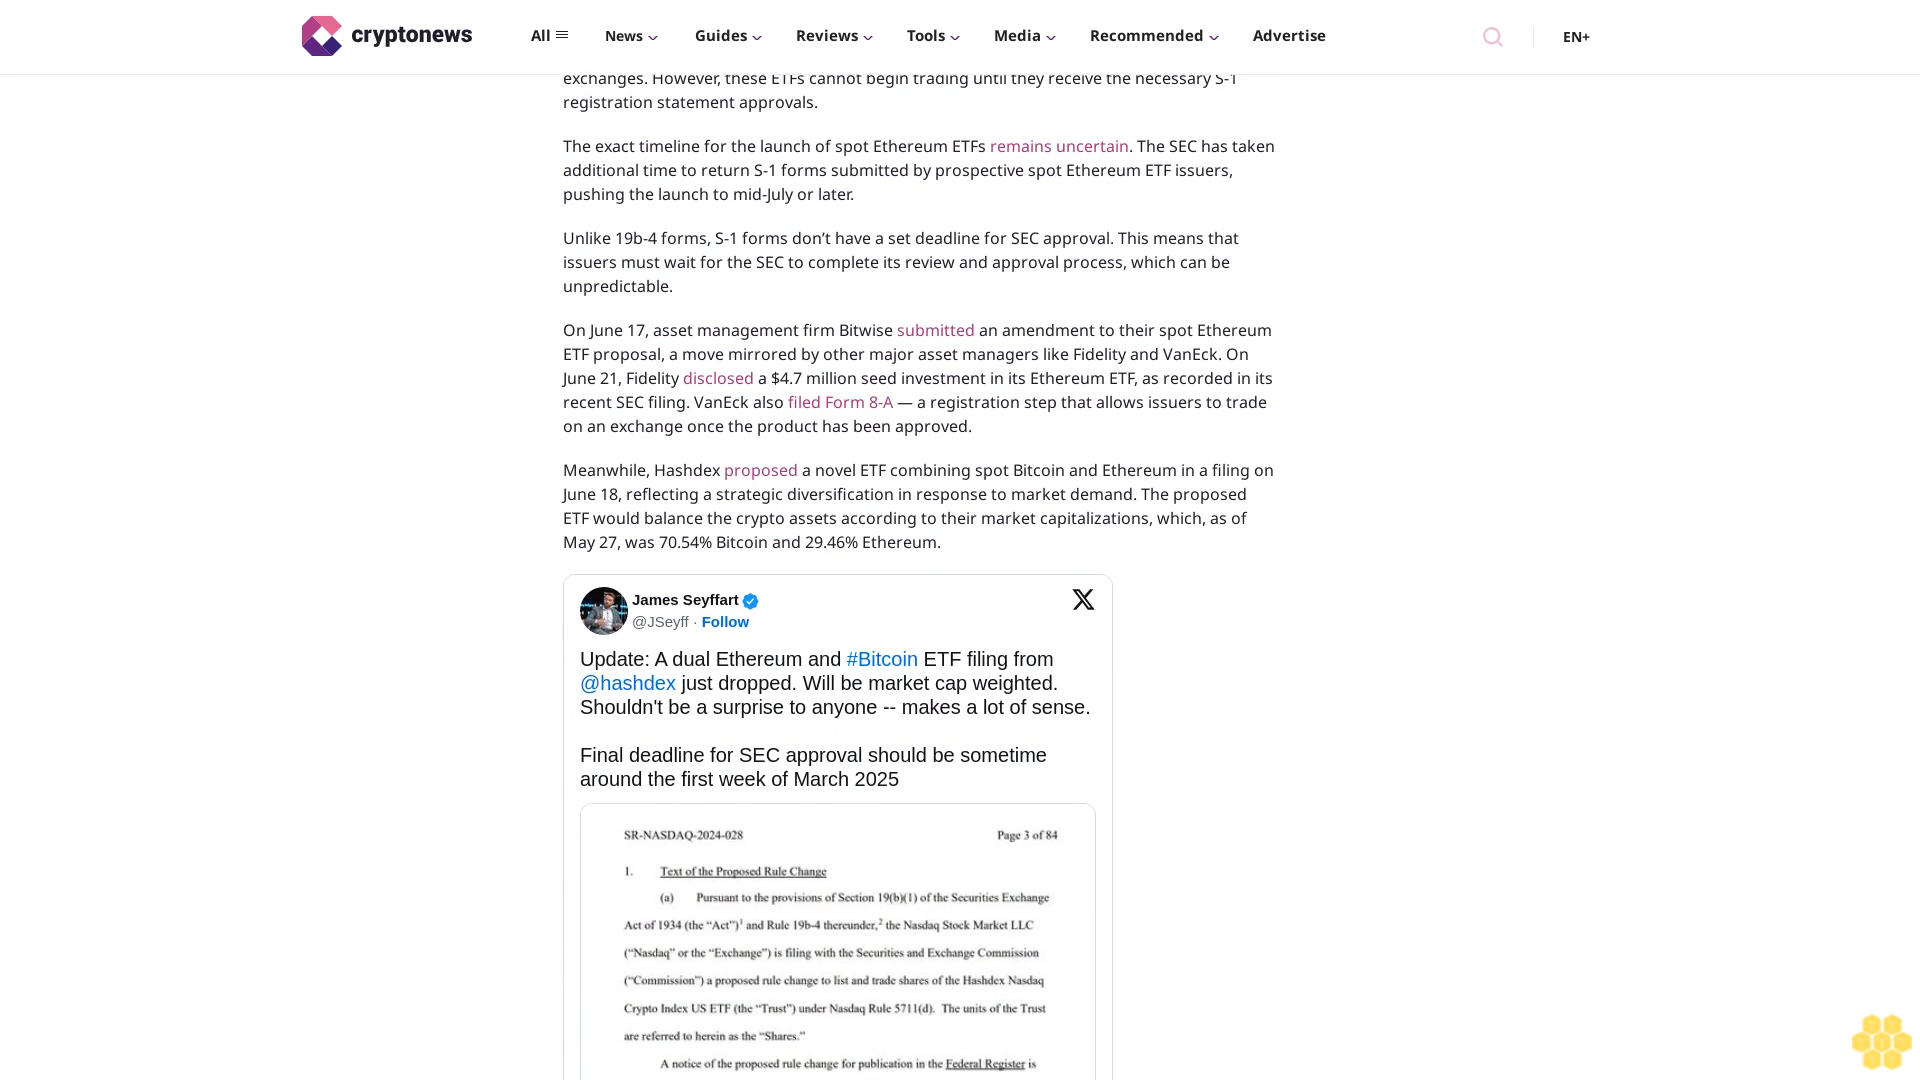 cryptonews
All
News
Guides
Reviews
Tools
Media
Recommended
Advertise
EN+
exchanges. However, these ETFs cannot begin trading until they receive the necessary S-1
registration statement approvals.
The exact timeline for the launch of spot Ethereum ETFs remains uncertain. The SEC has taken
additional time to return S-1 forms submitted by prospective spot Ethereum ETF issuers,
pushing the launch to mid-July or later.
Unlike 19b-4 forms, S-1 forms don’t have a set deadline for SEC approval. This means that
issuers must wait for the SEC to complete its review and approval process, which can be
unpredictable.
On June 17, asset management firm Bitwise submitted an amendment to their spot Ethereum
ETF proposal, a move mirrored by other major asset managers like Fidelity and VanEck. On
June 21, Fidelity disclosed a $4.7 million seed investment in its Ethereum ETF, as recorded in its
recent SEC filing. VanEck also filed Form 8-A — a registration step that allows issuers to trade
on an exchange once the product has been approved.
Meanwhile, Hashdex proposed a novel ETF combining spot Bitcoin and Ethereum in a filing on
June 18, reflecting a strategic diversification in response to market demand. The proposed
ETF would balance the crypto assets according to their market capitalizations, which, as of
May 27, was 70.54% Bitcoin and 29.46% Ethereum.
James Seyffart
@JSeyff · Follow
Update: A dual Ethereum and #Bitcoin ETF filing from
@hashdex just dropped. Will be market cap weighted.
Shouldn't be a surprise to anyone -- makes a lot of sense.
Final deadline for SEC approval should be sometime
around the first week of March 2025
SR-NASDAQ-2024-028 Page 3 of 84
1. Text of the Proposed Rule Change
(a) Pursuant to the provisions of Section 19(b)(1) of the Securities Exchange
Act of 1934 (the “Act”)1 and Rule 19b-4 thereunder,2 the Nasdaq Stock Market LLC
(“Nasdaq” or the “Exchange”) is filing with the Securities and Exchange Commission
(“Commission”) a proposed rule change to list and trade shares of the Hashdex Nasdaq
Crypto Index US ETF (the “Trust”) under Nasdaq Rule 5711(d). The units of the Trust
are referred to herein as the “Shares.”
A notice of the proposed rule change for publication in the Federal Register is